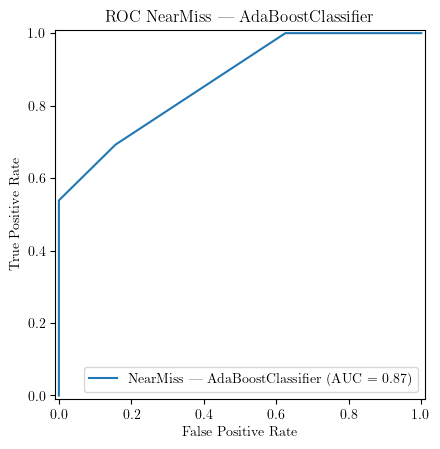 ROC NearMiss — AdaBoostClassifier
1.0
0.8
0.6
0.4
0.2
0.0
True Positive Rate
NearMiss — AdaBoostClassifier (AUC = 0.87)
0.0 0.2 0.4 0.6 0.8 1.0
False Positive Rate